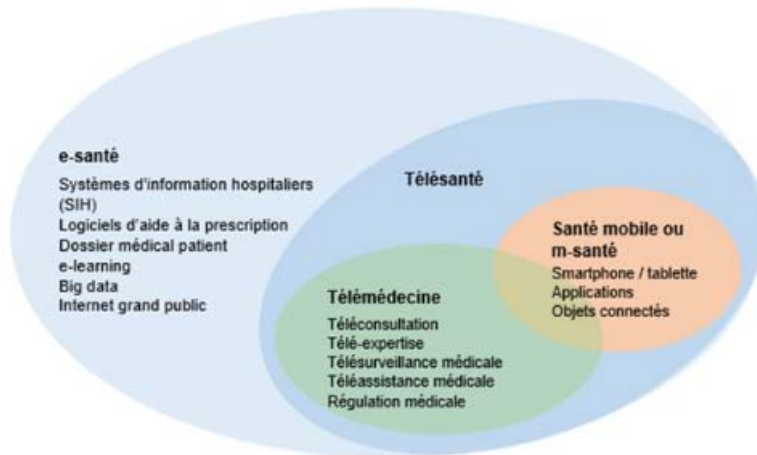 e-santé
Systèmes d'information hospitaliers
(SIH)
Logiciels d'aide à la prescription
Dossier médical patient
e-learning
Big data
Internet grand public
Télésanté
Santé mobile ou
m-santé
Smartphone / tablette
Applications
Objets connectés
Télémédecine
Téléconsultation
Télé-expertise
Télésurveillance médicale
Téléassistance médicale
Régulation médicale